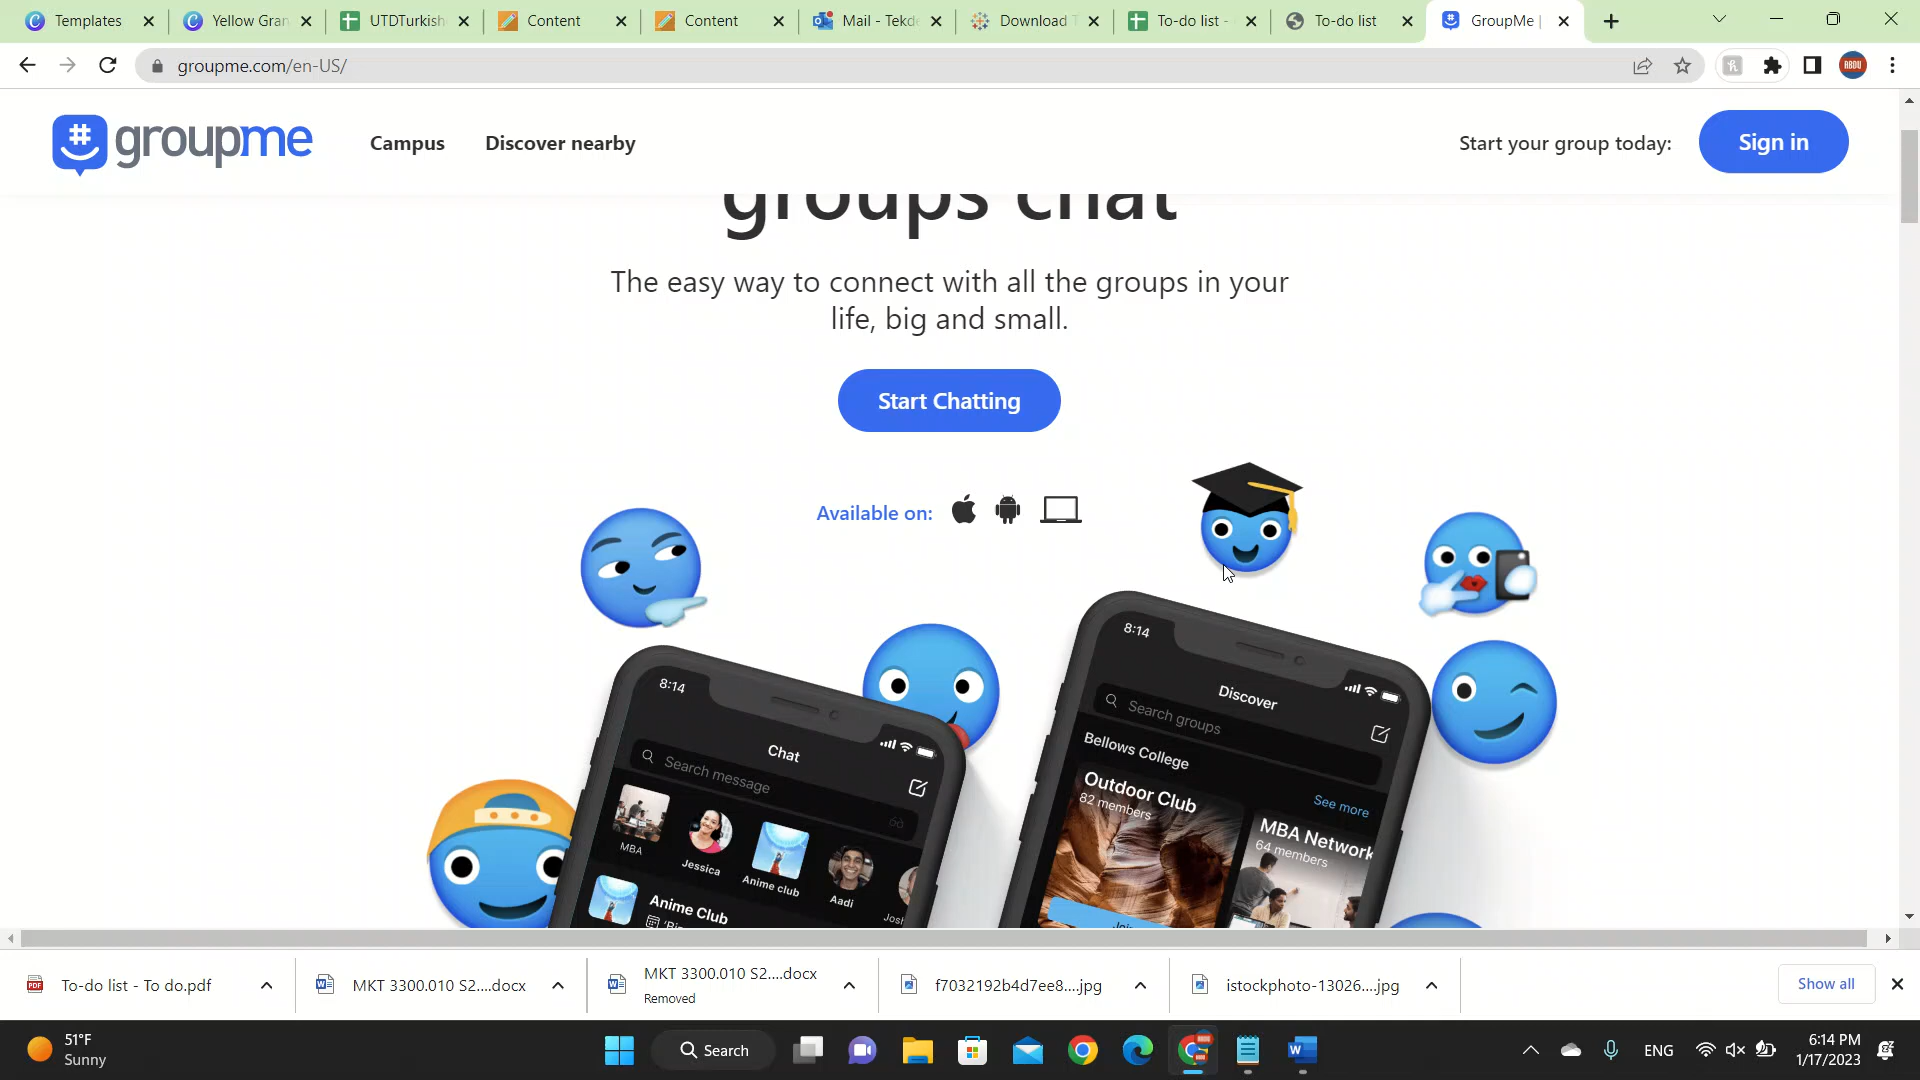 Templates
Yellow Gran
UTDTurkish
Content
Content
Mail - Tekde
Download T
To-do list -
To-do list
GroupMe |
groupme.com/en-US/
ABDU
groupme
Campus
Discover nearby
Start your group today:
Sign in
groups chat
The easy way to connect with all the groups in your
life, big and small.
Start Chatting
Available on:
8:14
Chat
Search message
MBA
Jessica
Anime club
Aadi
Josh
Anime Club
8:14
Discover
Search groups
Bellows College
See more
Outdoor Club
82 members
MBA Network
64 members
To-do list - To do.pdf
MKT 3300.010 S2....docx
MKT 3300.010 S2....docx
Removed
f7032192b4d7ee8....jpg
istockphoto-13026....jpg
Show all
51°F
Sunny
Search
ENG
6:14 PM
1/17/2023